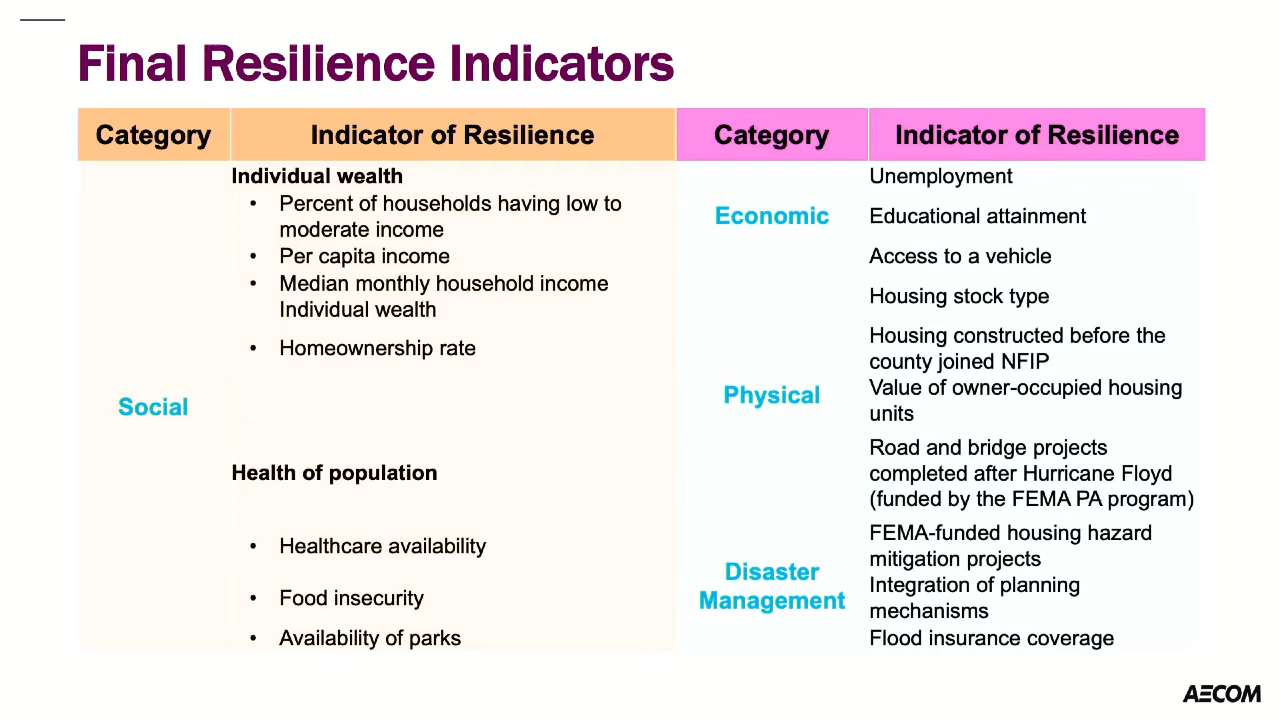 Final Resilience Indicators
Category
Indicator of Resilience
Individual wealth
• Percent of households having low to
moderate income
• Per capita income
• Median monthly household income
Individual wealth
• Homeownership rate
Social
Health of population
• Healthcare availability
• Food insecurity
• Availability of parks
Category
Indicator of Resilience
Economic
Unemployment
Educational attainment
Access to a vehicle
Physical
Housing stock type
Housing constructed before the
county joined NFIP
Value of owner-occupied housing
units
Road and bridge projects
completed after Hurricane Floyd
(funded by the FEMA PA program)
Disaster
Management
FEMA-funded housing hazard
mitigation projects
Integration of planning
mechanisms
Flood insurance coverage
AECOM